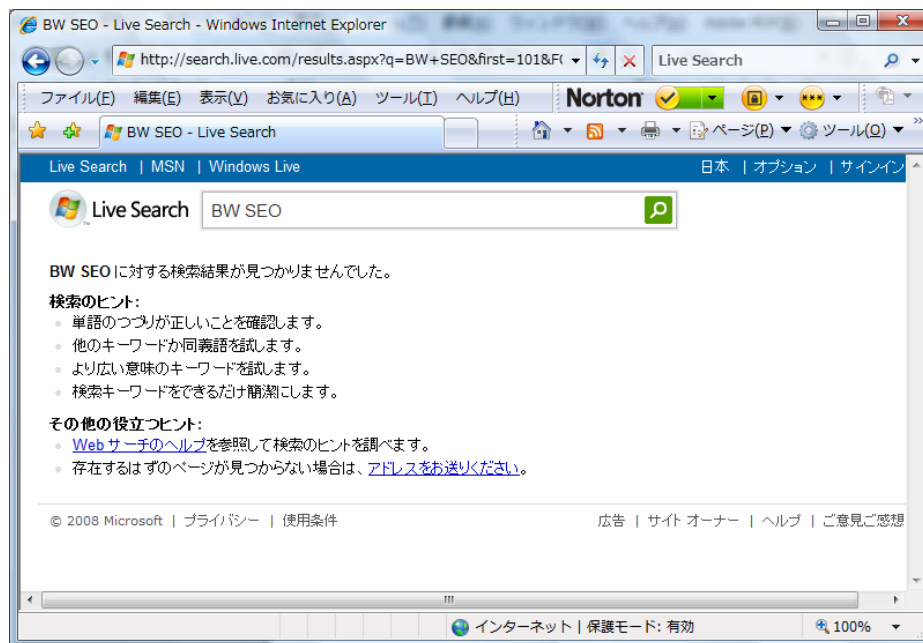 BW SEO - Live Search - Windows Internet Explorer
http://search.live.com/results.aspx?q=BW+SEO&first=101&F Live Search
ファイル(F) 編集(E) 表示(V) お気に入り(A) ツール(T) ヘルプ(H) Norton
BW SEO - Live Search ページ(P) ツール(O) »
Live Search | MSN | Windows Live 日本 | オプション | サインイン
Live Search BW SEO
BW SEO に対する検索結果が見つかりませんでした。
検索のヒント:
単語のつづりが正しいことを確認します。
他のキーワードか同義語を試します。
より広い意味のキーワードを試します。
検索キーワードをできるだけ簡潔にします。
その他の役立つヒント:
Web サーチのヘルプを参照して検索のヒントを調べます。
存在するはずのページが見つからない場合は、アドレスをお送りください。
© 2008 Microsoft | プライバシー | 使用条件 広告 | サイト オーナー | ヘルプ | ご意見ご感想
インターネット | 保護モード: 有効 100%